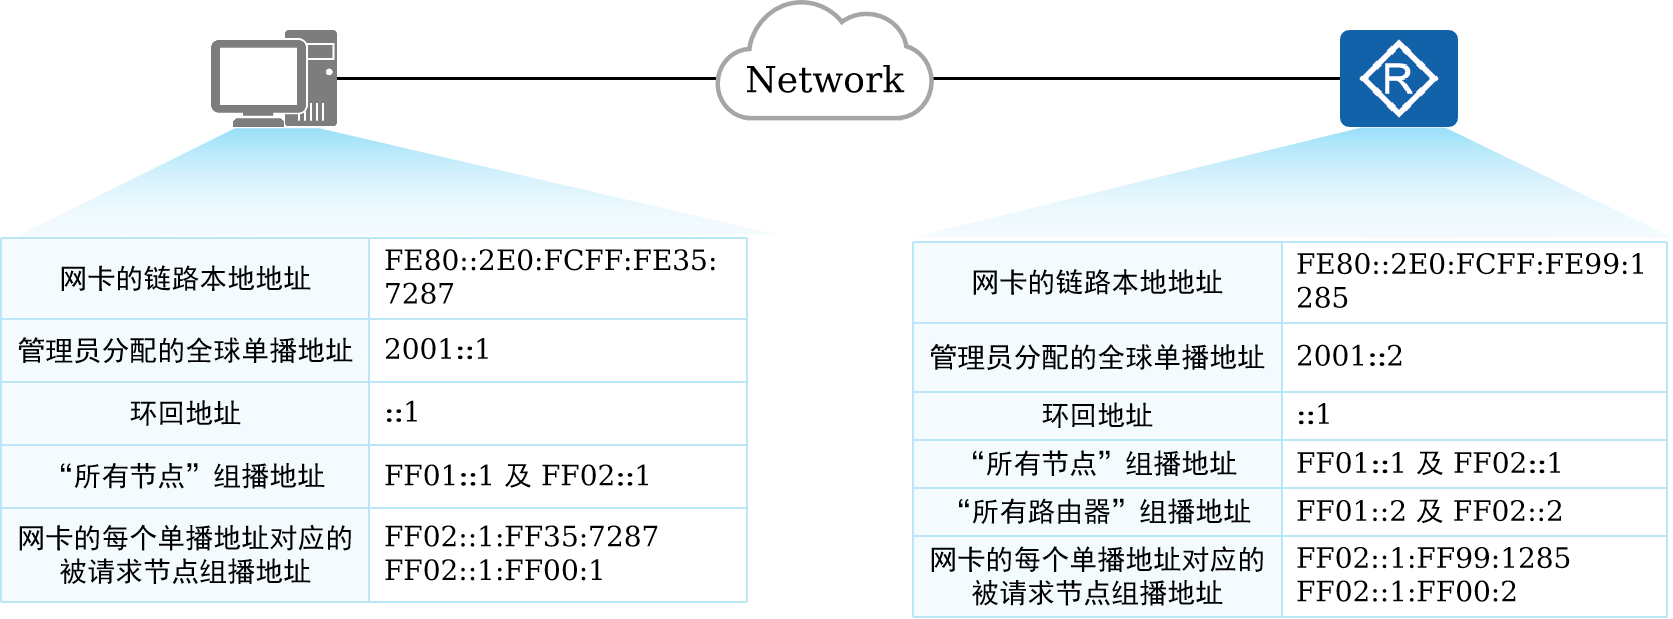 Network
R
网卡的链路本地地址
FE80::2E0:FCFF:FE35:
7287
管理员分配的全球单播地址
2001::1
环回地址
::1
“所有节点”组播地址
FF01::1 及 FF02::1
网卡的每个单播地址对应的
被请求节点组播地址
FF02::1:FF35:7287
FF02::1:FF00:1
网卡的链路本地地址
FE80::2E0:FCFF:FE99:1
285
管理员分配的全球单播地址
2001::2
环回地址
::1
“所有节点”组播地址
FF01::1 及 FF02::1
“所有路由器”组播地址
FF01::2 及 FF02::2
网卡的每个单播地址对应的
被请求节点组播地址
FF02::1:FF99:1285
FF02::1:FF00:2